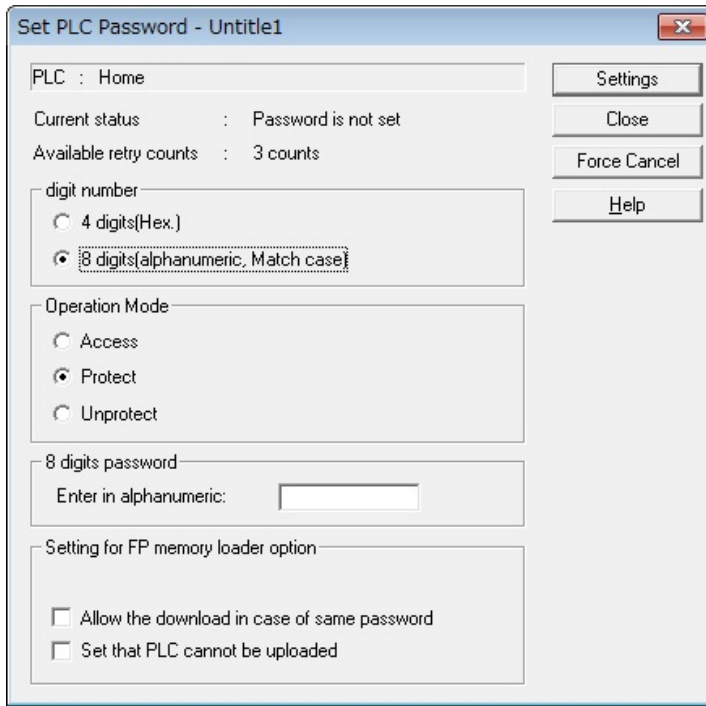 Set PLC Password - Untitle1
PLC : Home
Settings
Current status : Password is not set
Close
Available retry counts : 3 counts
Force Cancel
digit number
Help
4 digits(Hex.)
8 digits(alphanumeric, Match case)
Operation Mode
Access
Protect
Unprotect
8 digits password
Enter in alphanumeric:
Setting for FP memory loader option
Allow the download in case of same password
Set that PLC cannot be uploaded